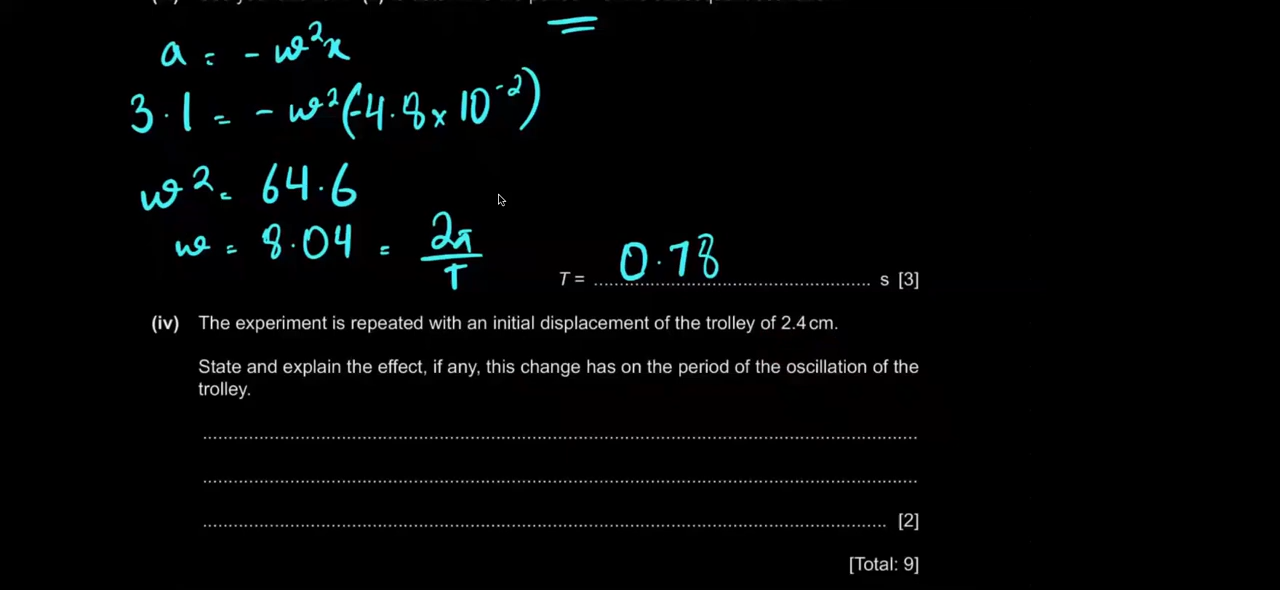 a = - ω²x
3.1 = - ω²(-4.8 x 10⁻²)
ω² = 64.6
ω = 8.04 = 2π/T
T = 0.78 s [3]
(iv) The experiment is repeated with an initial displacement of the trolley of 2.4 cm.
State and explain the effect, if any, this change has on the period of the oscillation of the
trolley.
[2]
[Total: 9]